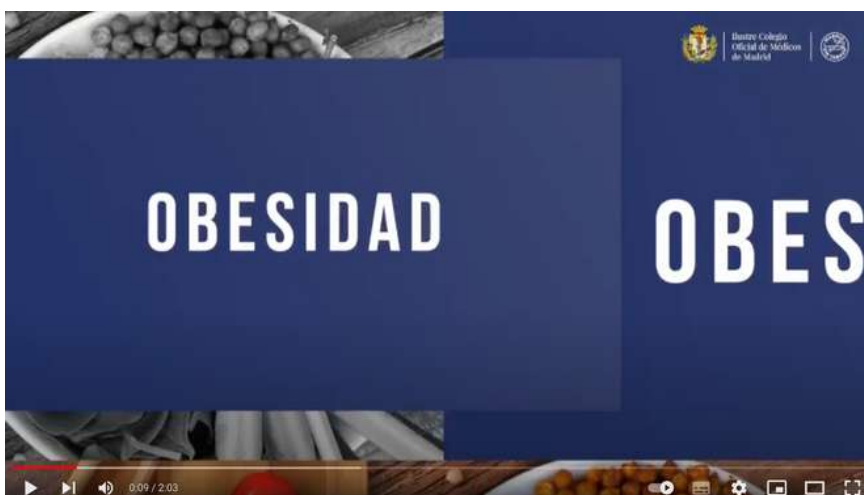 Ilustre Colegio
Oficial de Médicos
de Madrid
OBESIDAD
OBES
0:09 / 2:03